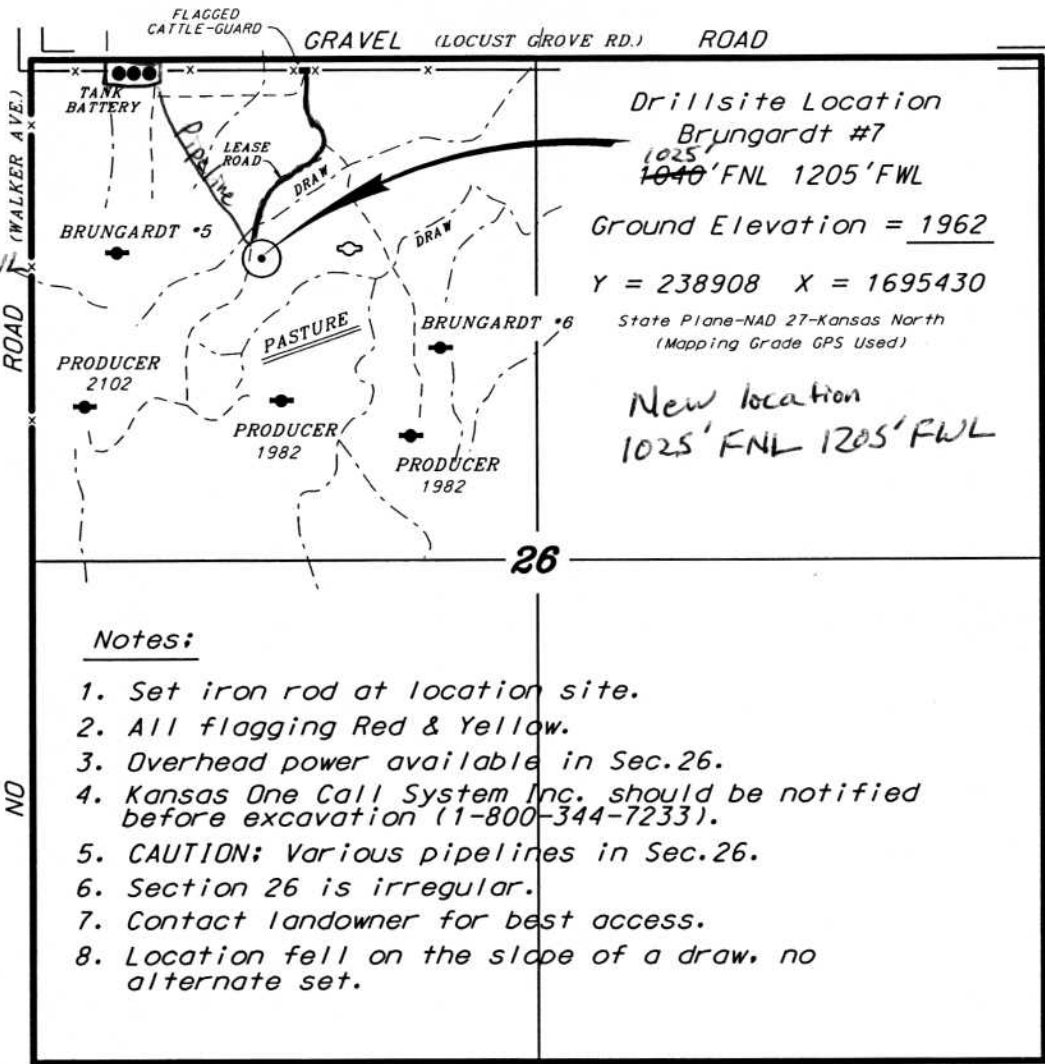 FLAGGED
CATTLE-GUARD
GRAVEL (LOCUST GROVE RD.) ROAD
TANK
BATTERY
Pipeline
LEASE
ROAD
DRAW
Drillsite Location
Brungardt #7
1025'
1040'FNL 1205'FWL
Ground Elevation = 1962
Y = 238908 X = 1695430
State Plane-NAD 27-Kansas North
(Mapping Grade GPS Used)
New location
1025' FNL 1205' FWL
ROAD (WALKER AVE.)
BRUNGARDT #5
DRAW
PASTURE
BRUNGARDT #6
PRODUCER
2102
PRODUCER
1982
PRODUCER
1982
26
NO
Notes:
1. Set iron rod at location site.
2. All flagging Red & Yellow.
3. Overhead power available in Sec.26.
4. Kansas One Call System Inc. should be notified
before excavation (1-800-344-7233).
5. CAUTION: Various pipelines in Sec.26.
6. Section 26 is irregular.
7. Contact landowner for best access.
8. Location fell on the slope of a draw, no
alternate set.